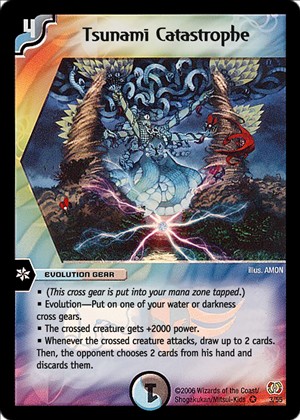 4
Tsunami Catastrophe
illus. AMON
EVOLUTION GEAR
▪ (This cross gear is put into your mana zone tapped.)
▪ Evolution—Put on one of your water or darkness
cross gears.
▪ The crossed creature gets +2000 power.
▪ Whenever the crossed creature attacks, draw up to 2 cards.
Then, the opponent chooses 2 cards from his hand and
discards them.
1
©2006 Wizards of the Coast/
Shogakukan/Mitsui-Kids
3/55